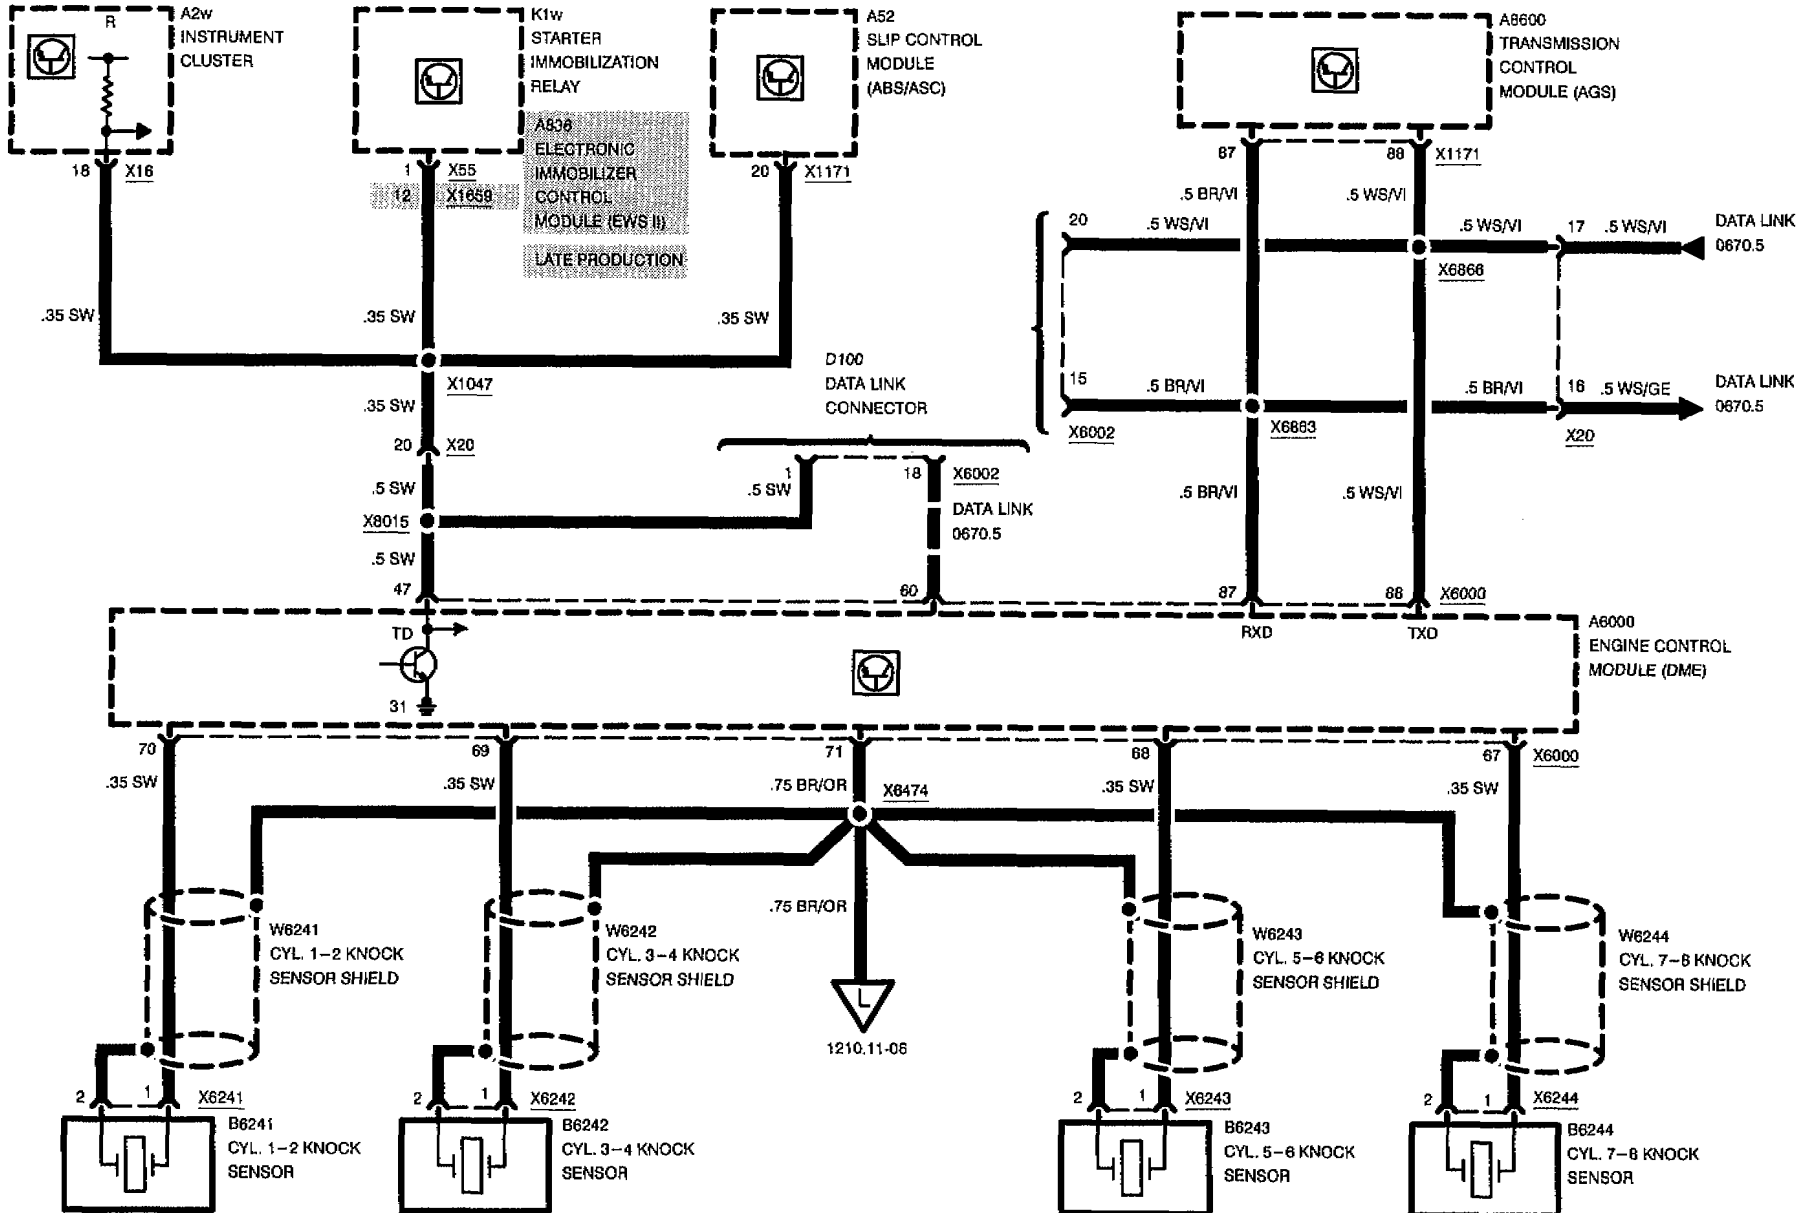 A2w
INSTRUMENT
CLUSTER
R
K1w
STARTER
IMMOBILIZATION
RELAY
A836
ELECTRONIC
IMMOBILIZER
CONTROL
MODULE (EWS II)
LATE PRODUCTION
A52
SLIP CONTROL
MODULE
(ABS/ASC)
A8600
TRANSMISSION
CONTROL
MODULE (AGS)
18 X16
1 X55
12 X1659
20 X1171
87 88 X1171
.5 BR/VI .5 WS/VI
20 .5 WS/VI .5 WS/VI 17 .5 WS/VI
DATA LINK
0670.5
X6866
.35 SW .35 SW .35 SW
X1047
D100
DATA LINK
CONNECTOR
15 .5 BR/VI .5 BR/VI 16 .5 WS/GE
DATA LINK
0670.5
X6002 X6863 X20
.35 SW
20 X20
.5 SW
X8015
.5 SW
1 18 X6002
.5 SW
DATA LINK
0670.5
.5 BR/VI .5 WS/VI
47 60 87 88 X6000
TD RXD TXD
31
A6000
ENGINE CONTROL
MODULE (DME)
70 69 71 68 67 X6000
.35 SW .35 SW .75 BR/OR .35 SW .35 SW
X6474
.75 BR/OR
W6241
CYL. 1–2 KNOCK
SENSOR SHIELD
W6242
CYL. 3–4 KNOCK
SENSOR SHIELD
W6243
CYL. 5–6 KNOCK
SENSOR SHIELD
W6244
CYL. 7–8 KNOCK
SENSOR SHIELD
L
1210.11-06
2 1 X6241
2 1 X6242
2 1 X6243
2 1 X6244
B6241
CYL. 1–2 KNOCK
SENSOR
B6242
CYL. 3–4 KNOCK
SENSOR
B6243
CYL. 5–6 KNOCK
SENSOR
B6244
CYL. 7–8 KNOCK
SENSOR